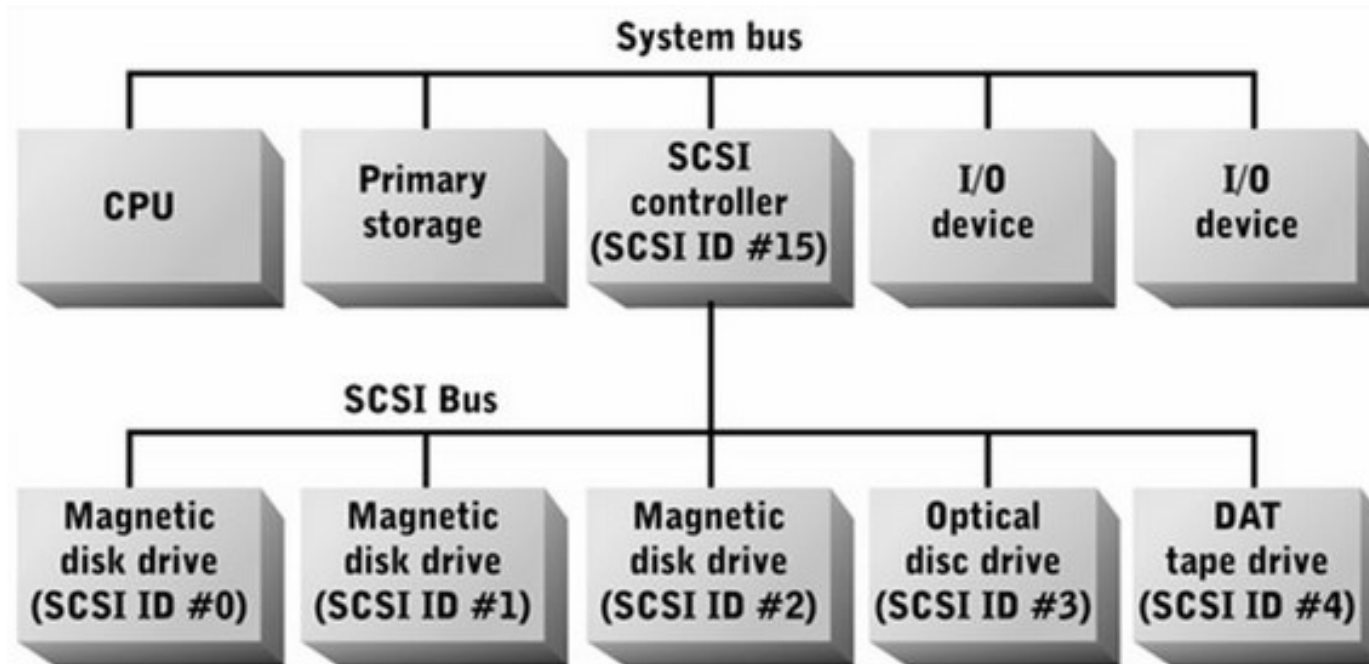 System bus
CPU
Primary
storage
SCSI
controller
(SCSI ID #15)
I/O
device
I/O
device
SCSI Bus
Magnetic
disk drive
(SCSI ID #0)
Magnetic
disk drive
(SCSI ID #1)
Magnetic
disk drive
(SCSI ID #2)
Optical
disc drive
(SCSI ID #3)
DAT
tape drive
(SCSI ID #4)